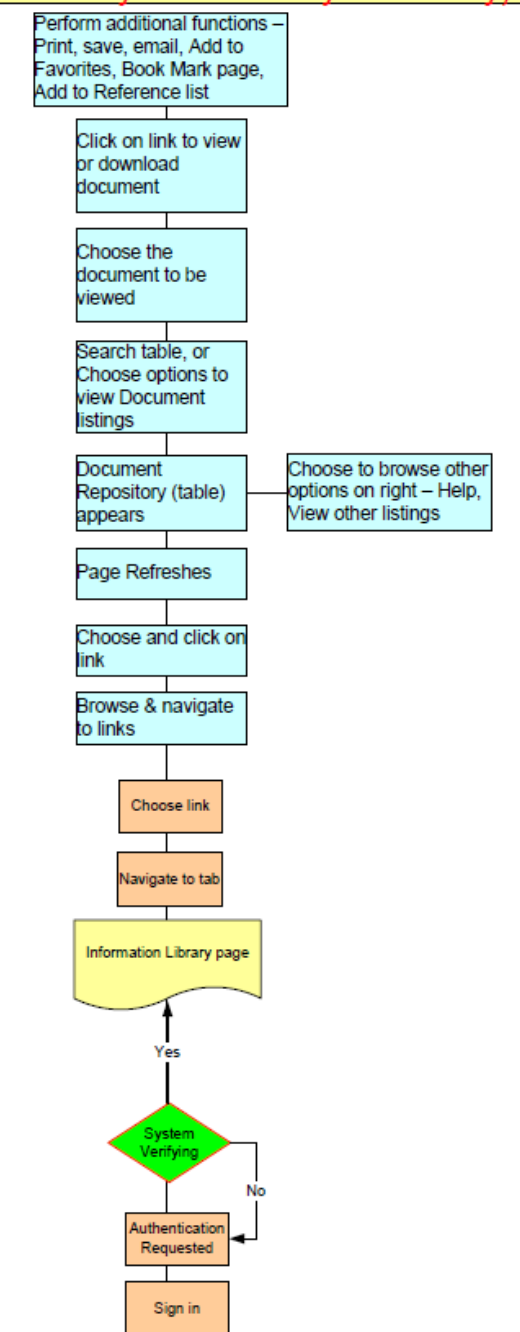 Perform additional functions –
Print, save, email, Add to
Favorites, Book Mark page,
Add to Reference list
Click on link to view
or download
document
Choose the
document to be
viewed
Search table, or
Choose options to
view Document
listings
Document
Repository (table)
appears
Choose to browse other
options on right – Help,
View other listings
Page Refreshes
Choose and click on
link
Browse & navigate
to links
Choose link
Navigate to tab
Information Library page
Yes
System
Verifying
No
Authentication
Requested
Sign in